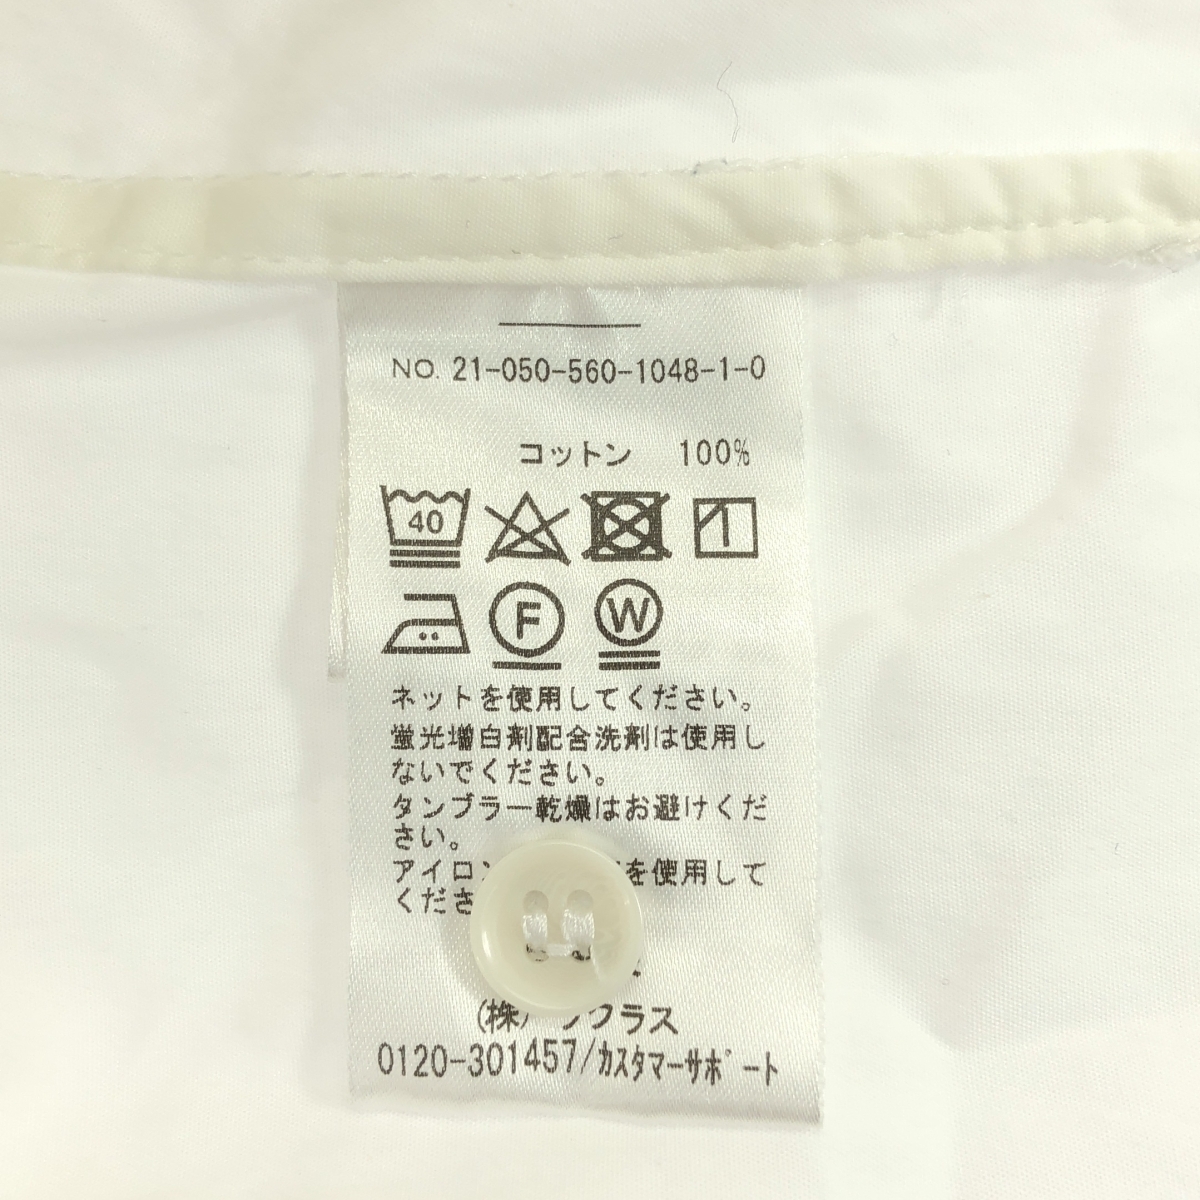 NO. 21-050-560-1048-1-0
コットン 100%
40
F W
ネットを使用してください。
蛍光増白剤配合洗剤は使用し
ないでください。
タンブラー乾燥はお避けくだ
さい。
アイロン を使用して
くださ
(株) クラス
0120-301457/カスタマーサポート